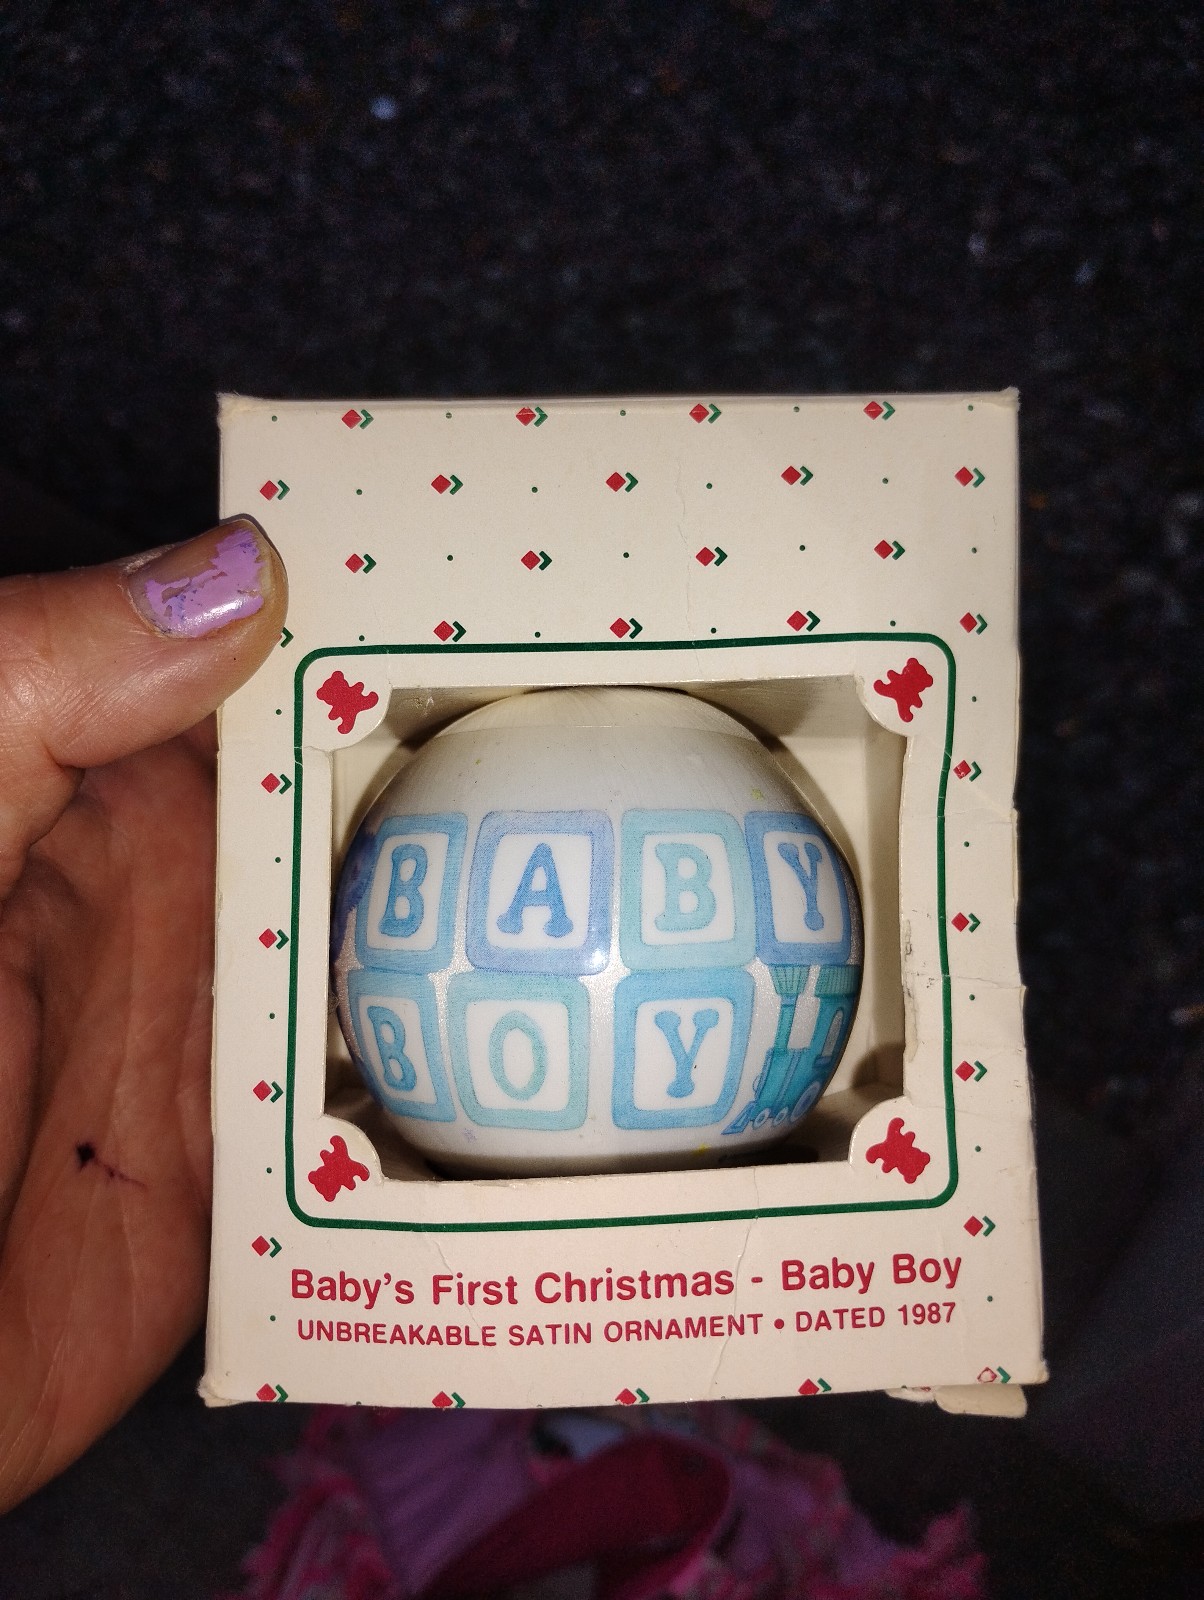 BABY
BOY
Baby's First Christmas - Baby Boy
UNBREAKABLE SATIN ORNAMENT • DATED 1987